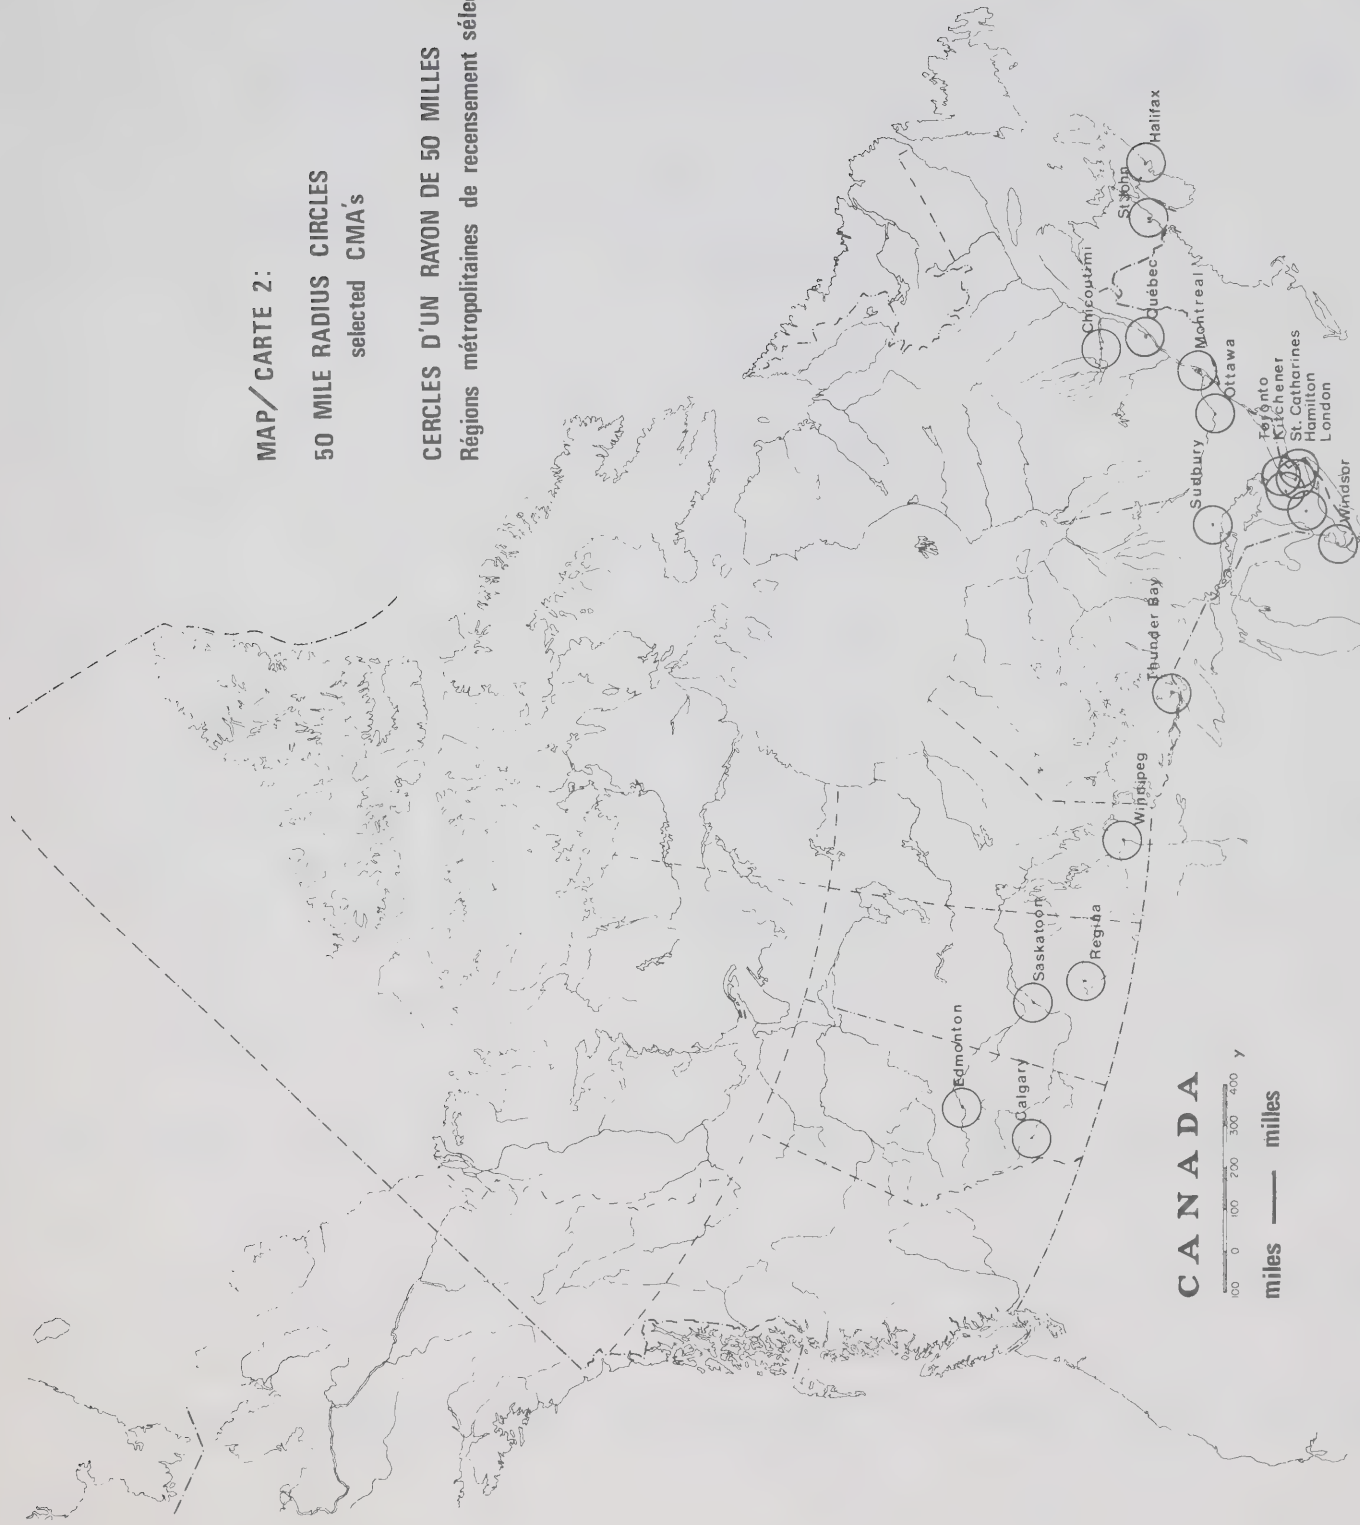 MAP/CARTE 2:
50 MILE RADIUS CIRCLES
selected CMA's
CERCLES D'UN RAYON DE 50 MILLES
Régions métropolitaines de recensement séle
Edmonton
Calgary
Saskatoon
Regina
Winnipeg
Thunder Bay
Sudbury
Toronto
Kitchener
St. Catharines
Hamilton
London
Windsor
Ottawa
Montreal
Québec
Chicoutimi
St John
Halifax
CANADA
100 0 100 200 300 400
miles — milles